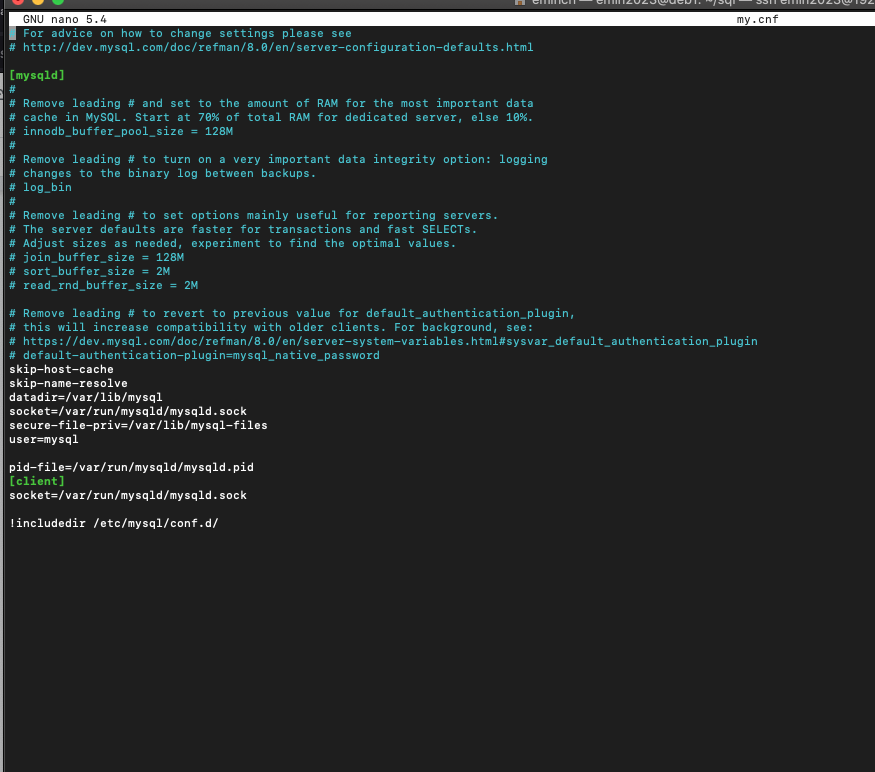 GNU nano 5.4 my.cnf
For advice on how to change settings please see
# http://dev.mysql.com/doc/refman/8.0/en/server-configuration-defaults.html
[mysqld]
#
# Remove leading # and set to the amount of RAM for the most important data
# cache in MySQL. Start at 70% of total RAM for dedicated server, else 10%.
# innodb_buffer_pool_size = 128M
#
# Remove leading # to turn on a very important data integrity option: logging
# changes to the binary log between backups.
# log_bin
#
# Remove leading # to set options mainly useful for reporting servers.
# The server defaults are faster for transactions and fast SELECTs.
# Adjust sizes as needed, experiment to find the optimal values.
# join_buffer_size = 128M
# sort_buffer_size = 2M
# read_rnd_buffer_size = 2M
# Remove leading # to revert to previous value for default_authentication_plugin,
# this will increase compatibility with older clients. For background, see:
# https://dev.mysql.com/doc/refman/8.0/en/server-system-variables.html#sysvar_default_authentication_plugin
# default-authentication-plugin=mysql_native_password
skip-host-cache
skip-name-resolve
datadir=/var/lib/mysql
socket=/var/run/mysqld/mysqld.sock
secure-file-priv=/var/lib/mysql-files
user=mysql
pid-file=/var/run/mysqld/mysqld.pid
[client]
socket=/var/run/mysqld/mysqld.sock
!includedir /etc/mysql/conf.d/